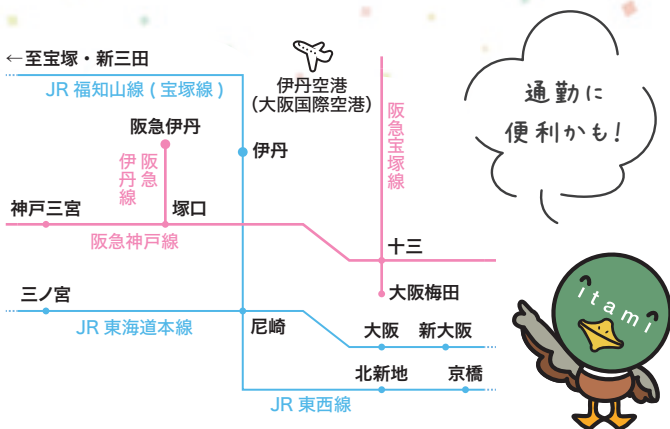 ←至宝塚・新三田
JR 福知山線 ( 宝塚線 )
伊丹空港
（大阪国際空港）
通勤に
便利かも！
阪急伊丹
伊丹
阪急
伊丹線
阪急宝塚線
神戸三宮
塚口
阪急神戸線
十三
大阪梅田
三ノ宮
JR 東海道本線
尼崎
大阪
新大阪
北新地
京橋
JR 東西線
itami